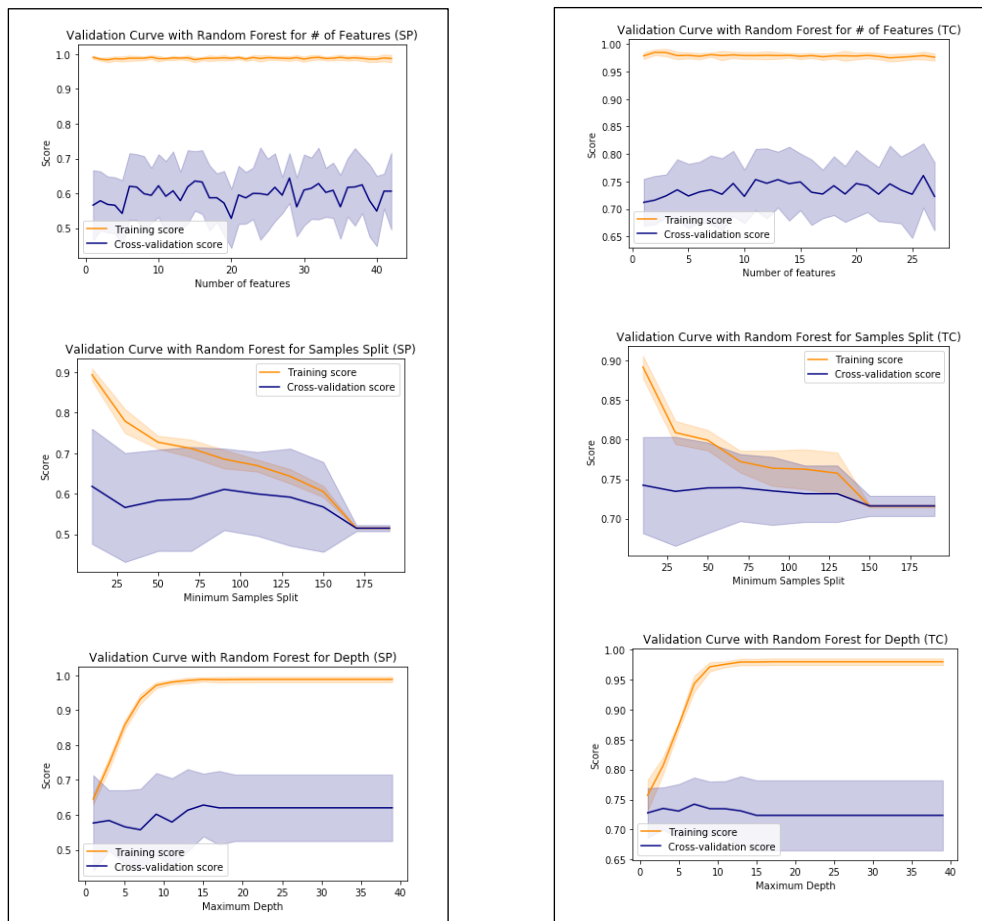 Validation Curve with Random Forest for # of Features (SP)
1.0
0.9
0.8
0.7
0.6
0.5
Score
Training score
Cross-validation score
0
10
20
30
40
Number of features
Validation Curve with Random Forest for Samples Split (SP)
0.9
0.8
0.7
0.6
0.5
Score
Training score
Cross-validation score
25
50
75
100
125
150
175
Minimum Samples Split
Validation Curve with Random Forest for Depth (SP)
1.0
0.9
0.8
0.7
0.6
0.5
Score
Training score
Cross-validation score
0
5
10
15
20
25
30
35
40
Maximum Depth
Validation Curve with Random Forest for # of Features (TC)
1.00
0.95
0.90
0.85
0.80
0.75
0.70
0.65
Score
Training score
Cross-validation score
0
5
10
15
20
25
Number of features
Validation Curve with Random Forest for Samples Split (TC)
0.90
0.85
0.80
0.75
0.70
Score
Training score
Cross-validation score
25
50
75
100
125
150
175
Minimum Samples Split
Validation Curve with Random Forest for Depth (TC)
1.00
0.95
0.90
0.85
0.80
0.75
0.70
0.65
Score
Training score
Cross-validation score
0
5
10
15
20
25
30
35
40
Maximum Depth